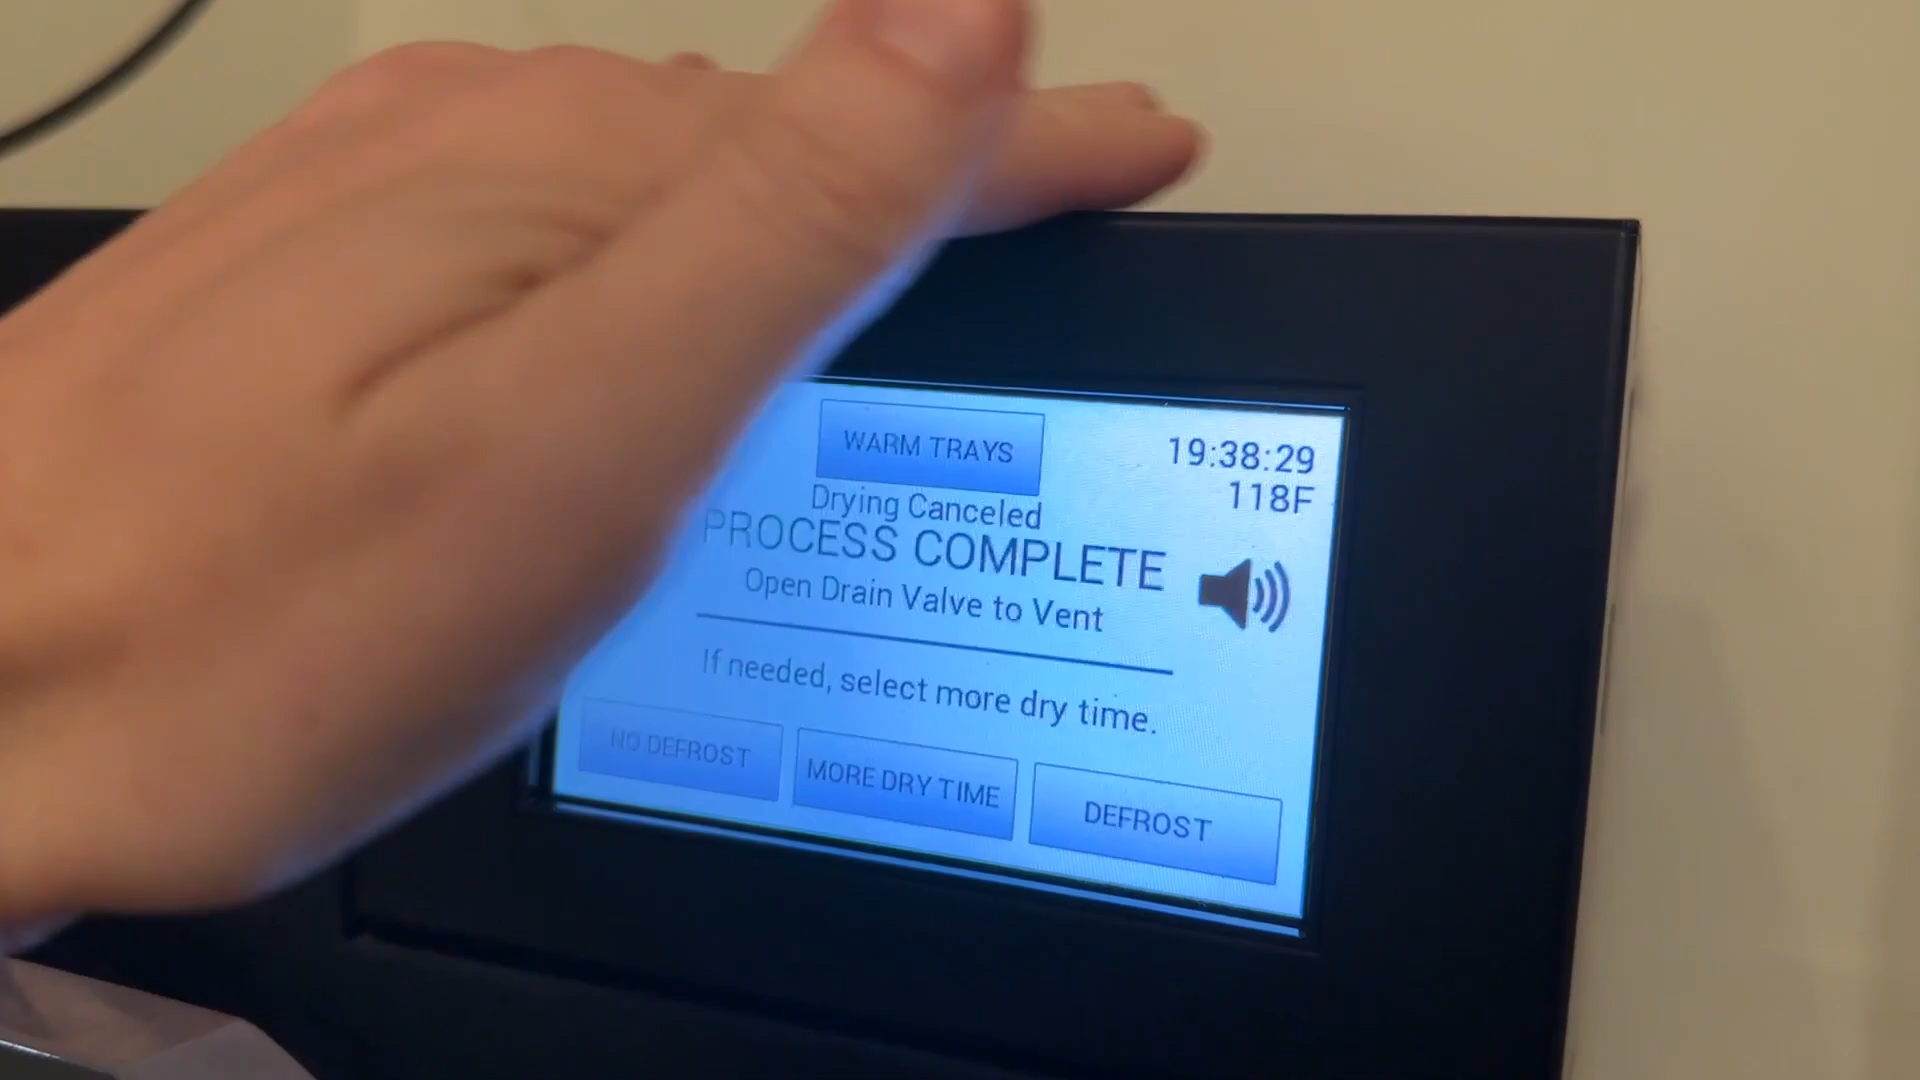 WARM TRAYS
19:38:29
118F
Drying Canceled
PROCESS COMPLETE
Open Drain Valve to Vent
If needed, select more dry time.
NO DEFROST
MORE DRY TIME
DEFROST